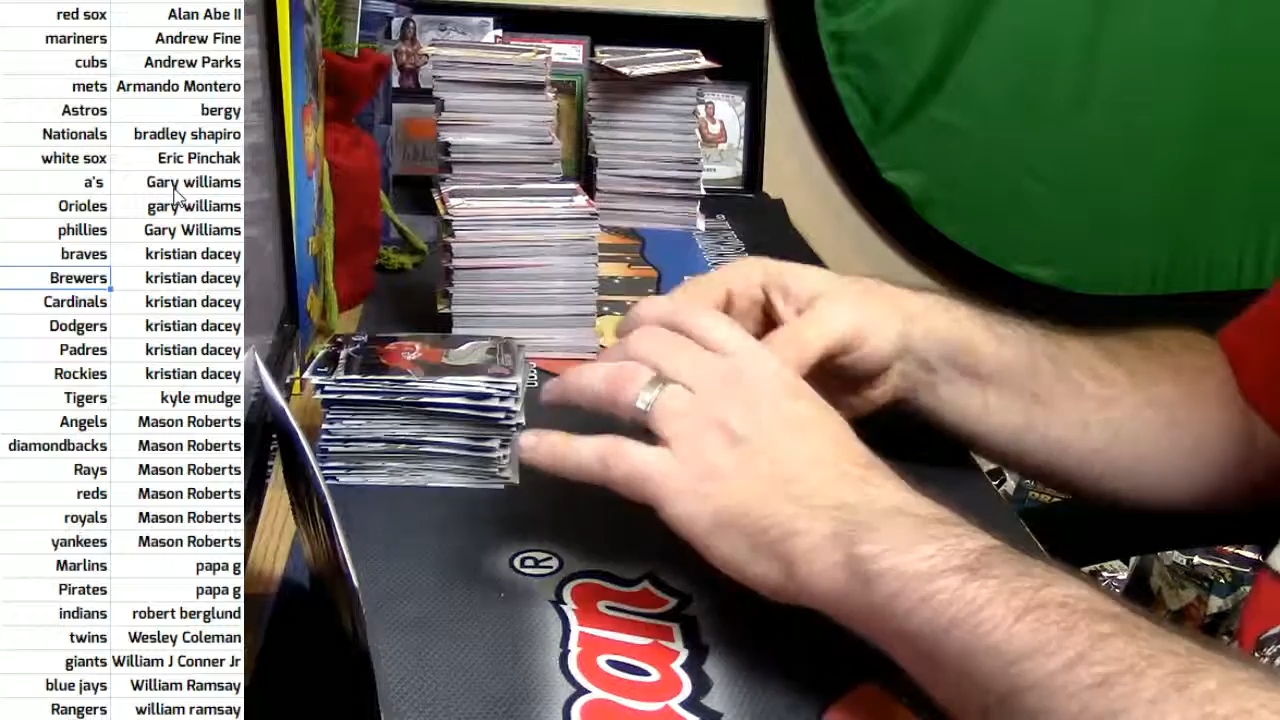 red sox Alan Abe II
mariners Andrew Fine
cubs Andrew Parks
mets Armando Montero
Astros bergy
Nationals bradley shapiro
white sox Eric Pinchak
a's Gary williams
Orioles gary williams
phillies Gary Williams
braves kristian dacey
Brewers kristian dacey
Cardinals kristian dacey
Dodgers kristian dacey
Padres kristian dacey
Rockies kristian dacey
Tigers kyle mudge
Angels Mason Roberts
diamondbacks Mason Roberts
Rays Mason Roberts
reds Mason Roberts
royals Mason Roberts
yankees Mason Roberts
Marlins papa g
Pirates papa g
indians robert berglund
twins Wesley Coleman
giants William J Conner Jr
blue jays William Ramsay
Rangers william ramsay
®